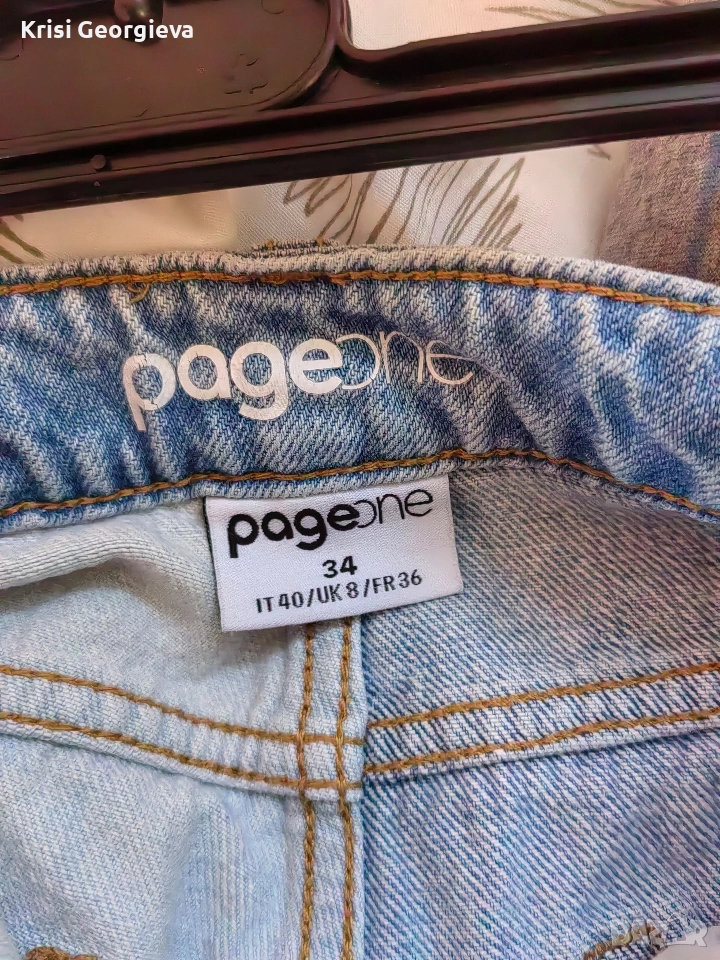 Krisi Georgieva
pageone
pageone
34
IT 40/UK 8/FR 36